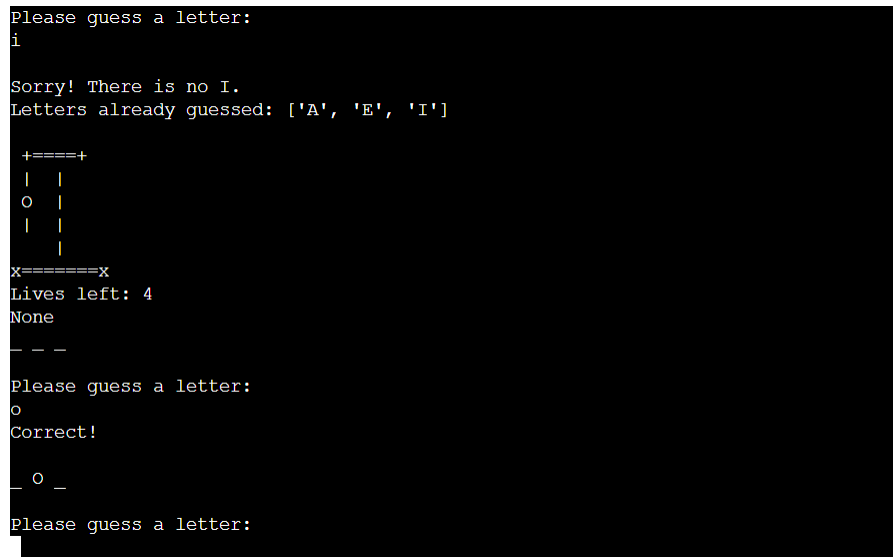 Please guess a letter:
i
Sorry! There is no I.
Letters already guessed: ['A', 'E', 'I']
 +====+
 |  |
 O  |
 |  |
    |
x=======x
Lives left: 4
None
_ _ _
Please guess a letter:
o
Correct!
_ O _
Please guess a letter: